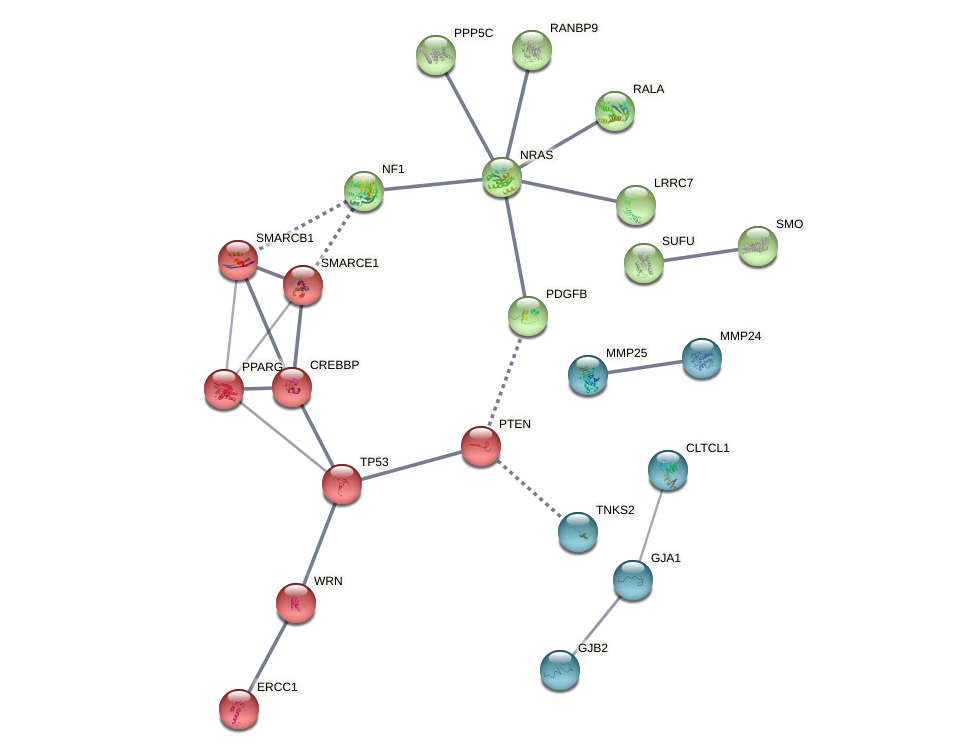 RANBP9
PPP5C
RALA
NRAS
NF1
LRRC7
SMO
SMARCB1
SUFU
SMARCE1
PDGFB
MMP24
MMP25
PPARG
CREBBP
PTEN
CLTCL1
TP53
TNKS2
GJA1
WRN
GJB2
ERCC1